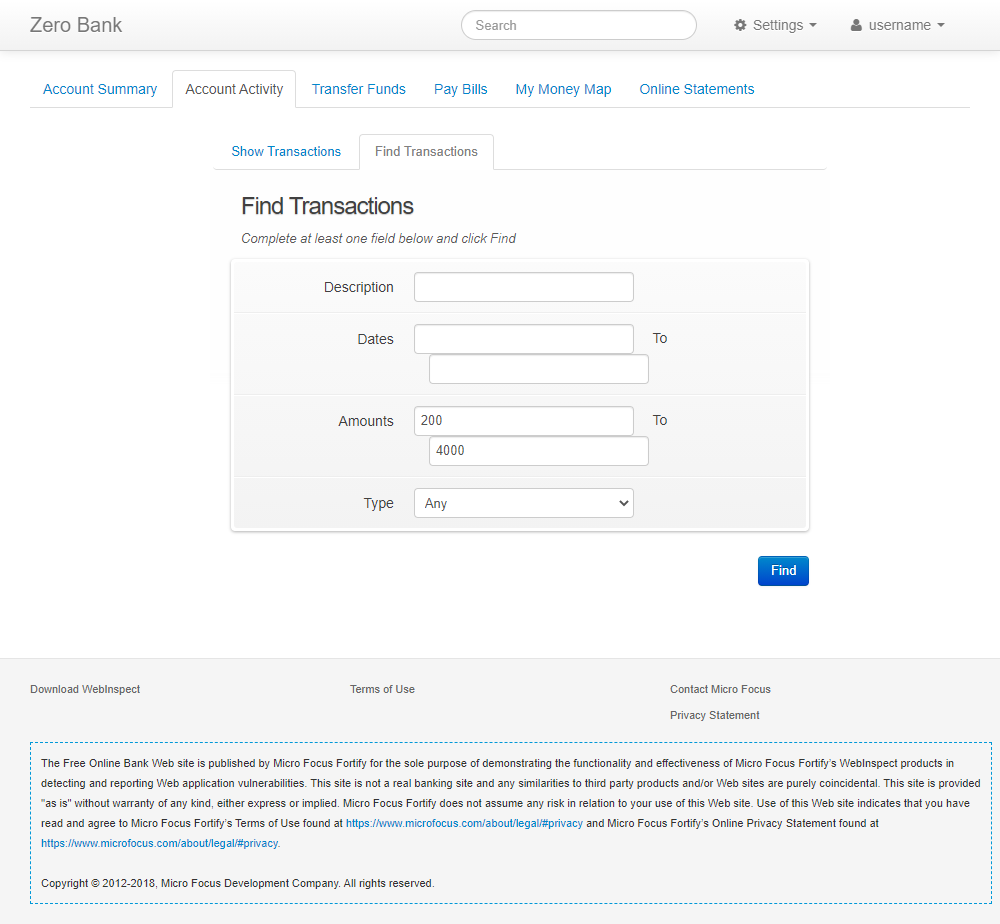 Zero Bank
Search
Settings
username
Account Summary
Account Activity
Transfer Funds
Pay Bills
My Money Map
Online Statements
Show Transactions
Find Transactions
Find Transactions
Complete at least one field below and click Find
Description
Dates
To
Amounts
200
To
4000
Type
Any
Find
Download WebInspect
Terms of Use
Contact Micro Focus
Privacy Statement
The Free Online Bank Web site is published by Micro Focus Fortify for the sole purpose of demonstrating the functionality and effectiveness of Micro Focus Fortify's WebInspect products in
detecting and reporting Web application vulnerabilities. This site is not a real banking site and any similarities to third party products and/or Web sites are purely coincidental. This site is provided
"as is" without warranty of any kind, either express or implied. Micro Focus Fortify does not assume any risk in relation to your use of this Web site. Use of this Web site indicates that you have
read and agree to Micro Focus Fortify's Terms of Use found at https://www.microfocus.com/about/legal/#privacy and Micro Focus Fortify's Online Privacy Statement found at
https://www.microfocus.com/about/legal/#privacy.
Copyright © 2012-2018, Micro Focus Development Company. All rights reserved.